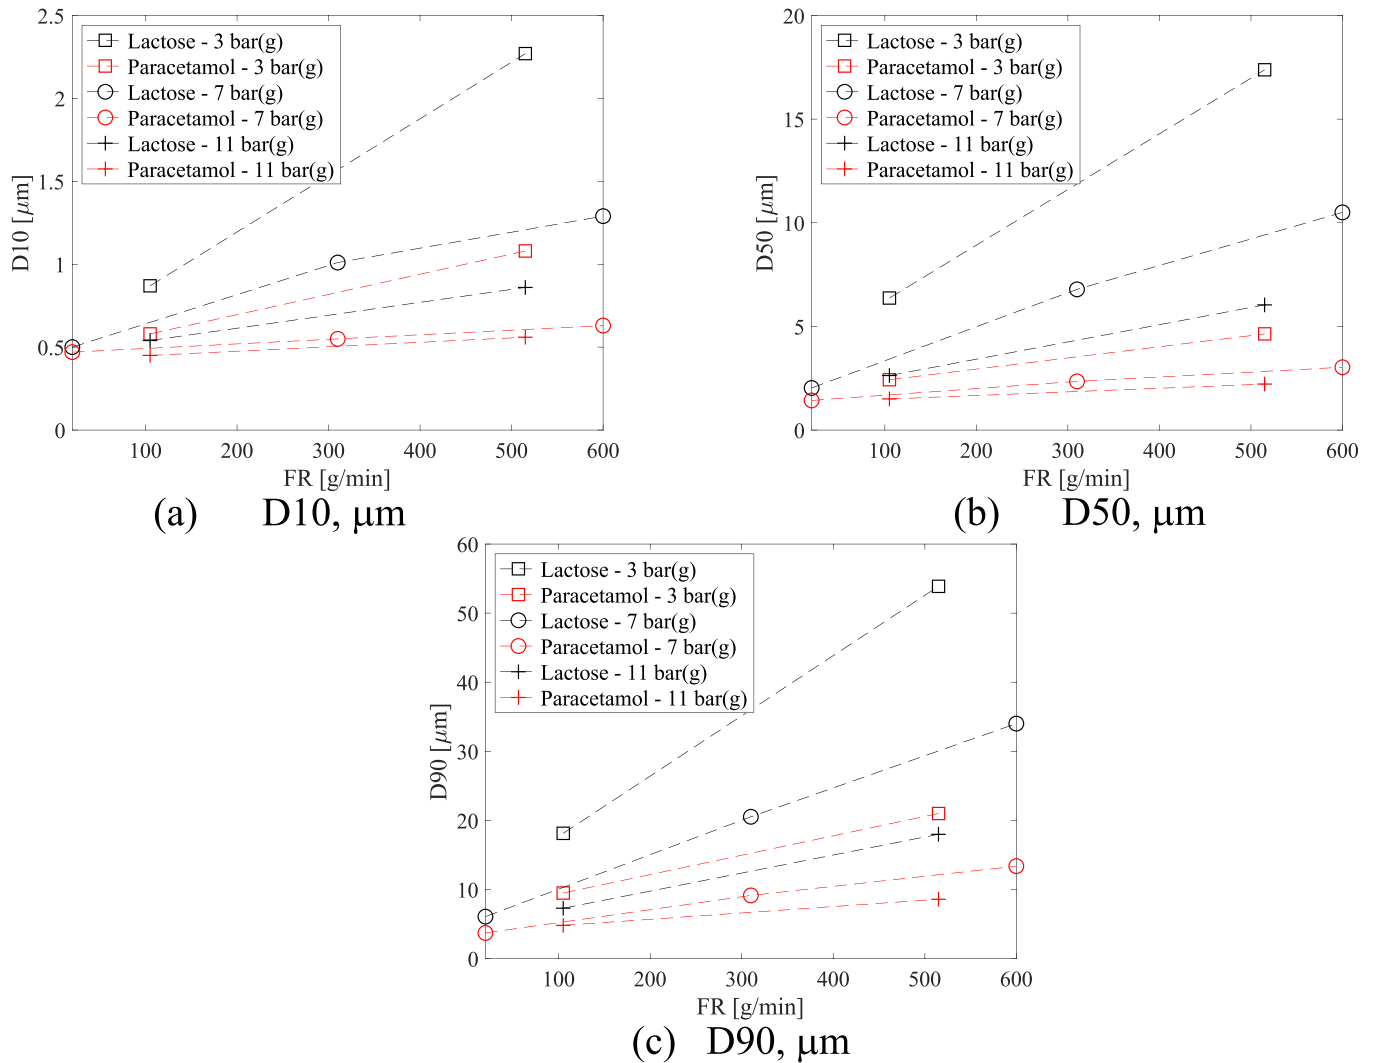 2.5
2
1.5
1
0.5
0
D10 [μm]
Lactose - 3 bar(g)
Paracetamol - 3 bar(g)
Lactose - 7 bar(g)
Paracetamol - 7 bar(g)
Lactose - 11 bar(g)
Paracetamol - 11 bar(g)
100 200 300 400 500 600
FR [g/min]
(a) D10, μm
20
15
10
5
0
D50 [μm]
Lactose - 3 bar(g)
Paracetamol - 3 bar(g)
Lactose - 7 bar(g)
Paracetamol - 7 bar(g)
Lactose - 11 bar(g)
Paracetamol - 11 bar(g)
100 200 300 400 500 600
FR [g/min]
(b) D50, μm
60
50
40
30
20
10
0
D90 [μm]
Lactose - 3 bar(g)
Paracetamol - 3 bar(g)
Lactose - 7 bar(g)
Paracetamol - 7 bar(g)
Lactose - 11 bar(g)
Paracetamol - 11 bar(g)
100 200 300 400 500 600
FR [g/min]
(c) D90, μm